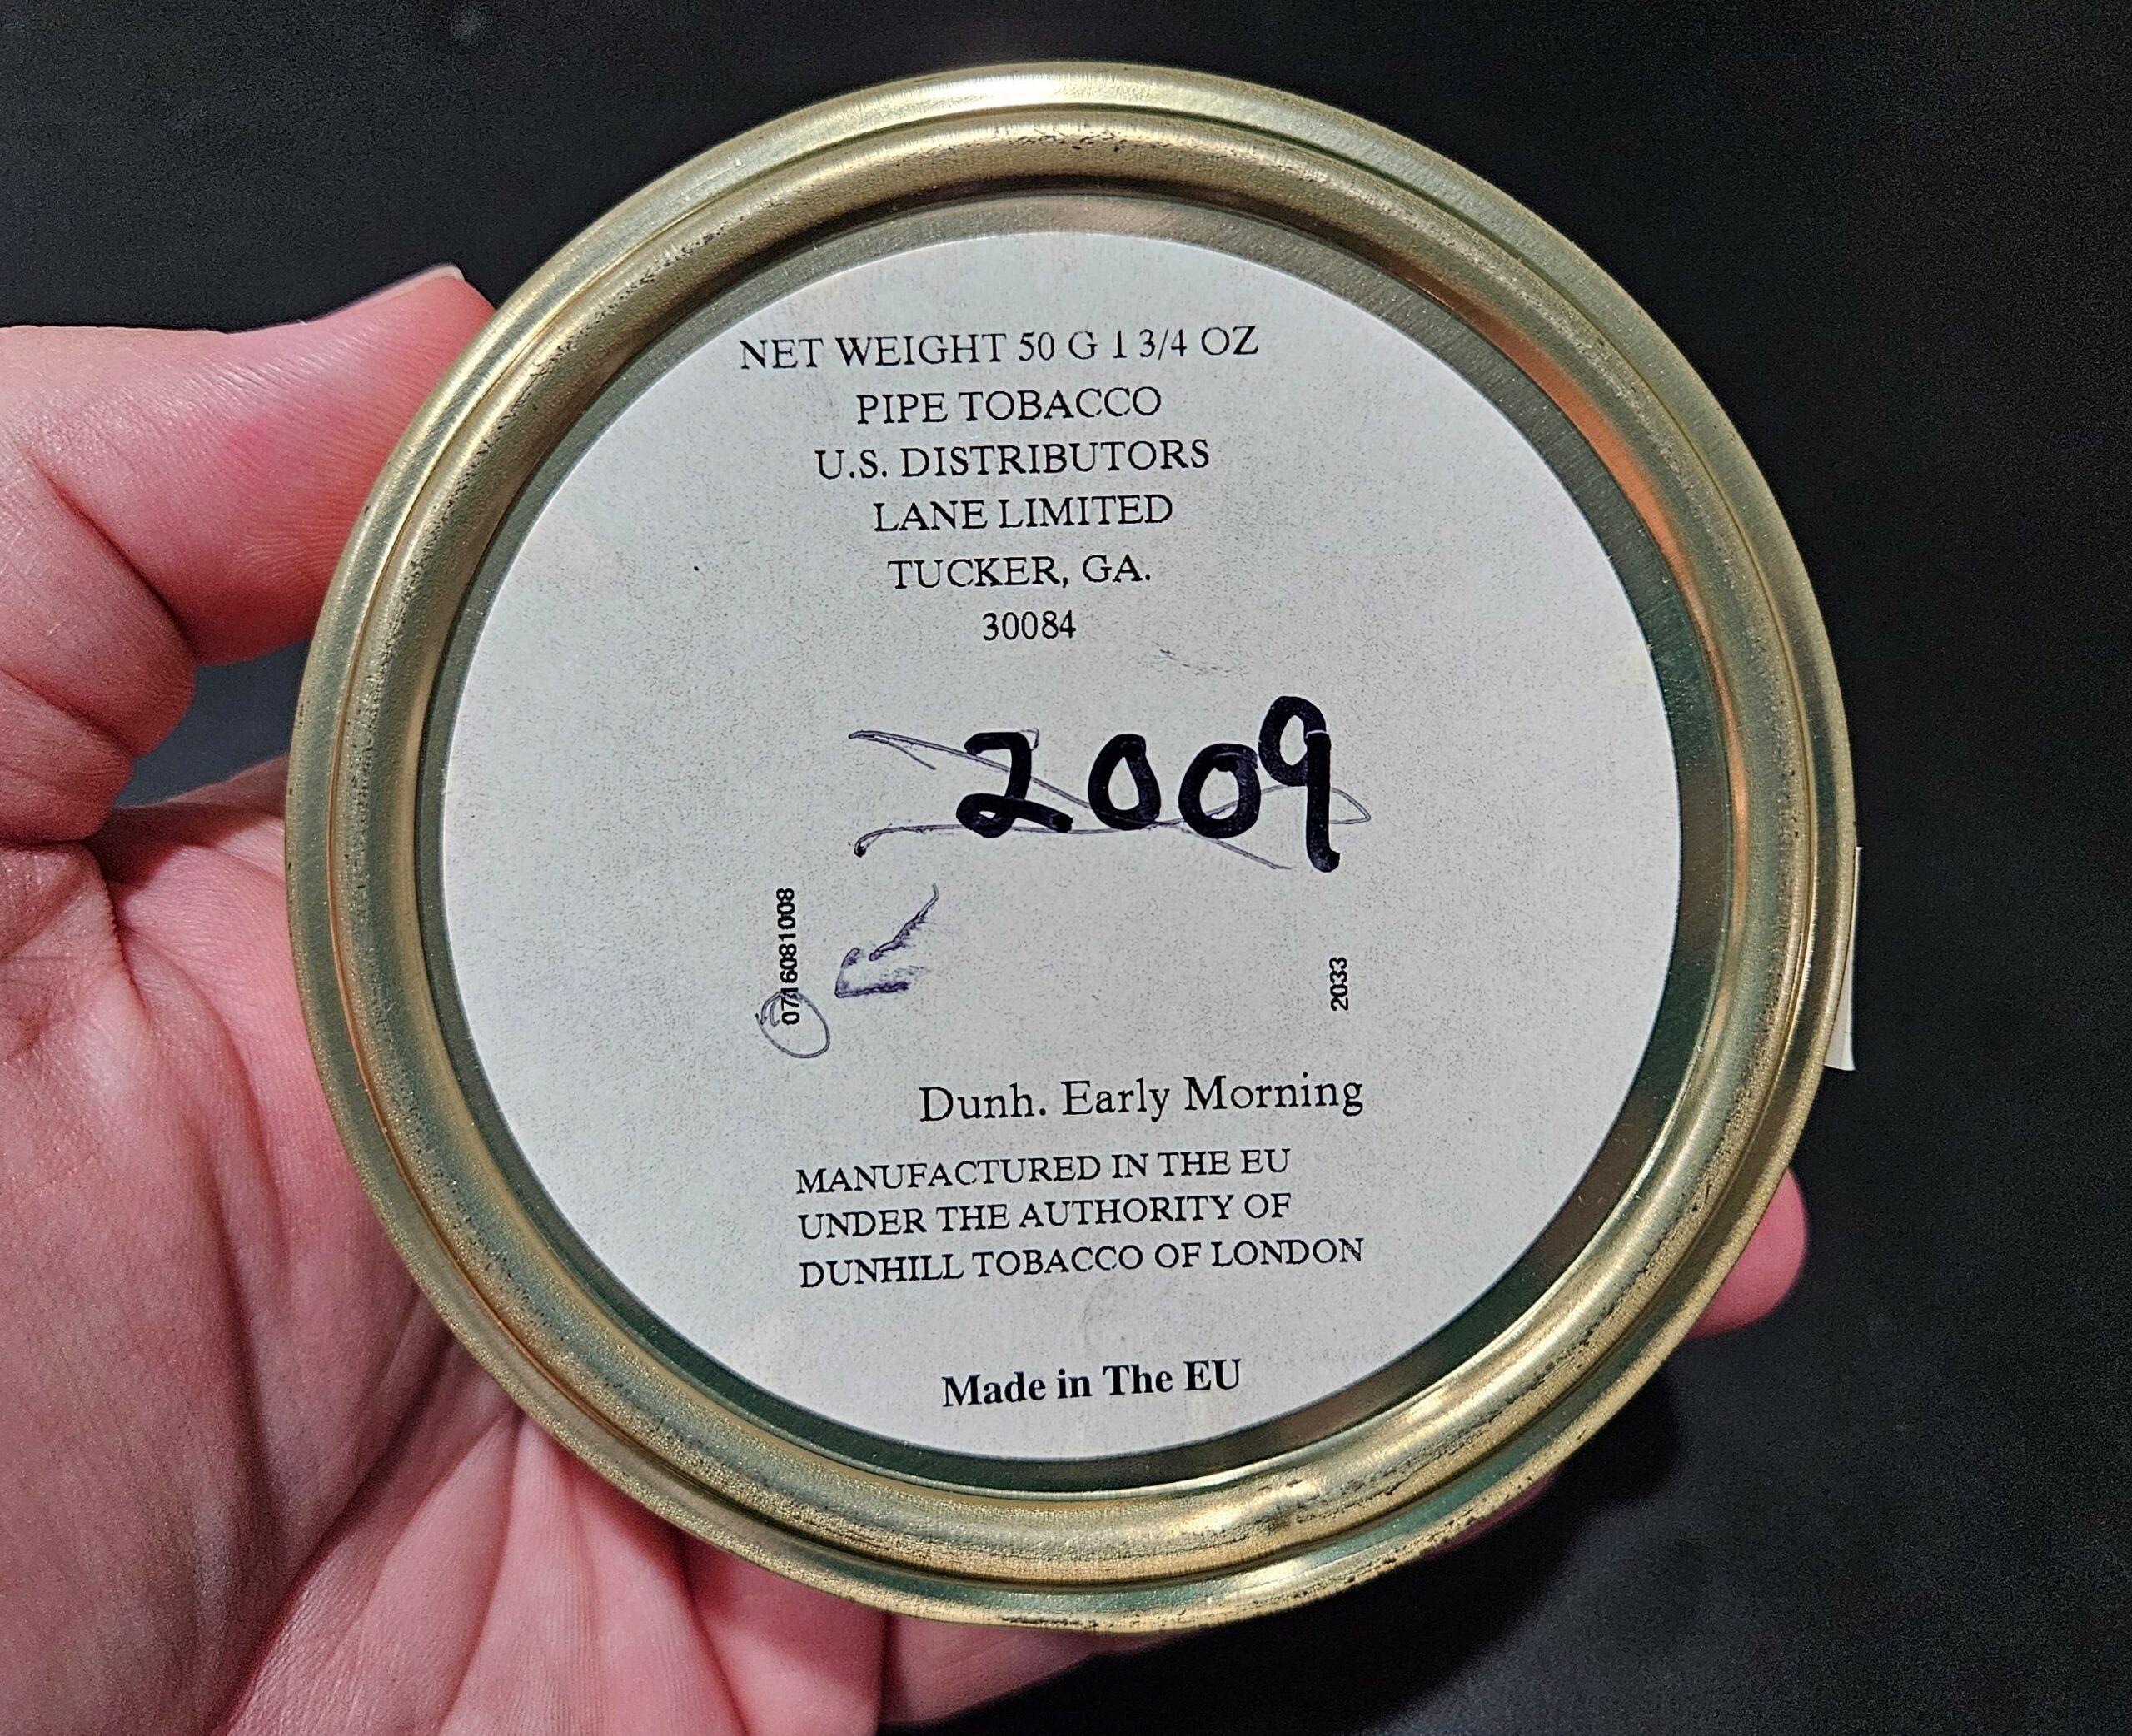 NET WEIGHT 50 G 1 3/4 OZ
PIPE TOBACCO
U.S. DISTRIBUTORS
LANE LIMITED
TUCKER, GA.
30084
2009
0716081008
2033
Dunh. Early Morning
MANUFACTURED IN THE EU
UNDER THE AUTHORITY OF
DUNHILL TOBACCO OF LONDON
Made in The EU